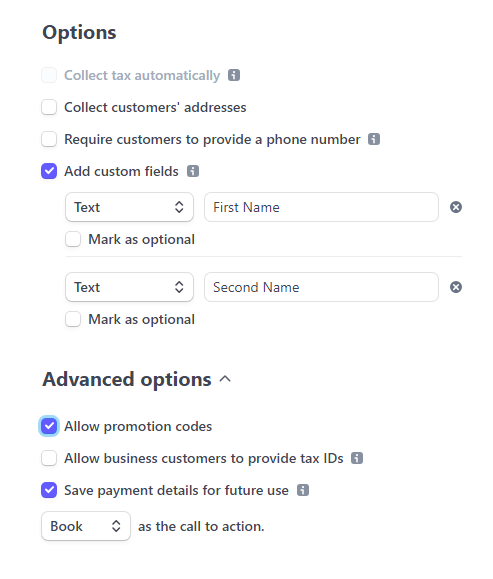 Options
Collect tax automatically
Collect customers' addresses
Require customers to provide a phone number
Add custom fields
Text First Name
Mark as optional
Text Second Name
Mark as optional
Advanced options
Allow promotion codes
Allow business customers to provide tax IDs
Save payment details for future use
Book as the call to action.